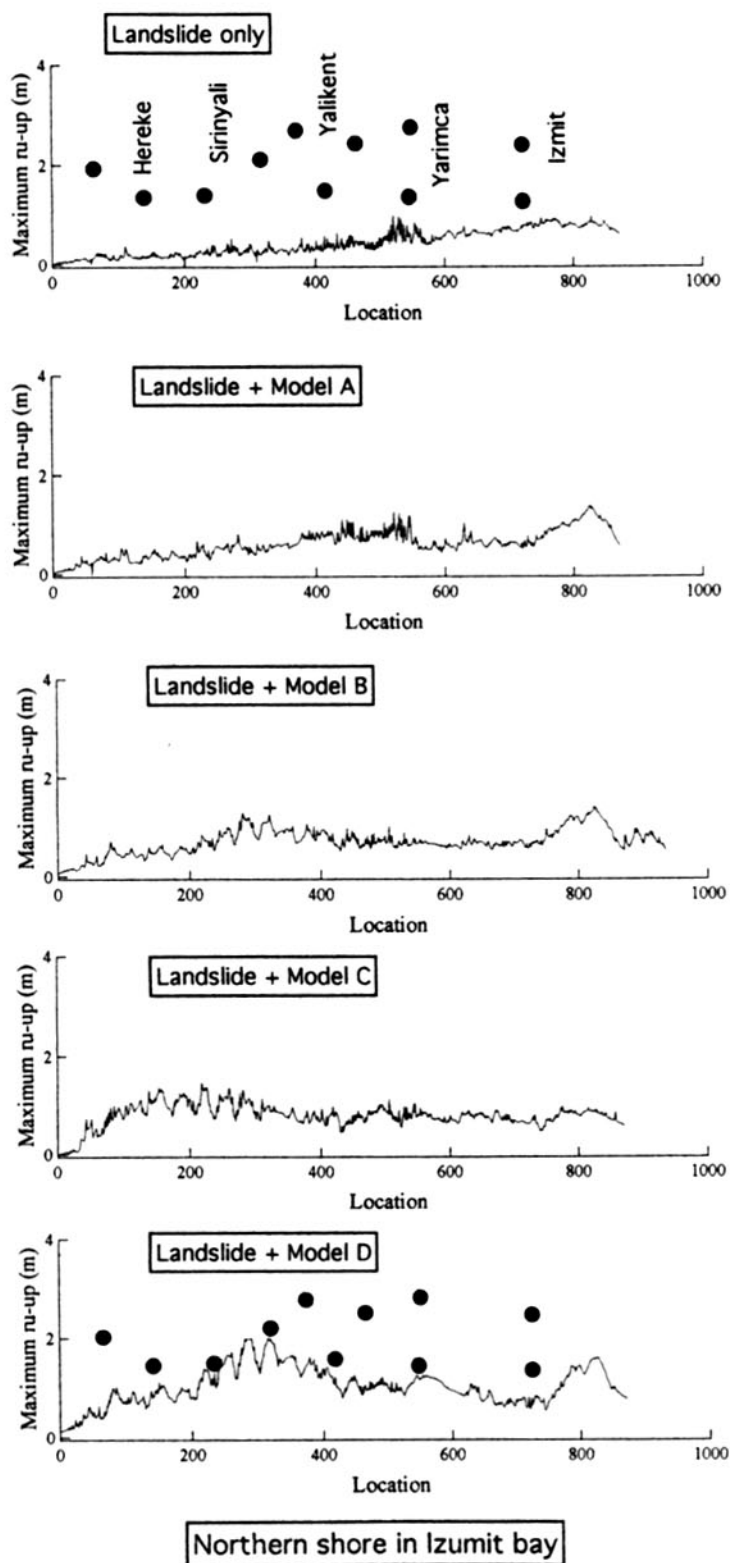 Landslide only
Maximum ru-up (m)
4
2
0
Hereke
Sirinyali
Yalikent
Yarimca
Izmit
0 200 400 600 800 1000
Location
Landslide + Model A
Maximum ru-up (m)
4
2
0
0 200 400 600 800 1000
Location
Landslide + Model B
Maximum ru-up (m)
4
2
0
0 200 400 600 800 1000
Location
Landslide + Model C
Maximum ru-up (m)
4
2
0
0 200 400 600 800 1000
Location
Landslide + Model D
Maximum ru-up (m)
4
2
0
0 200 400 600 800 1000
Location
Northern shore in Izumit bay